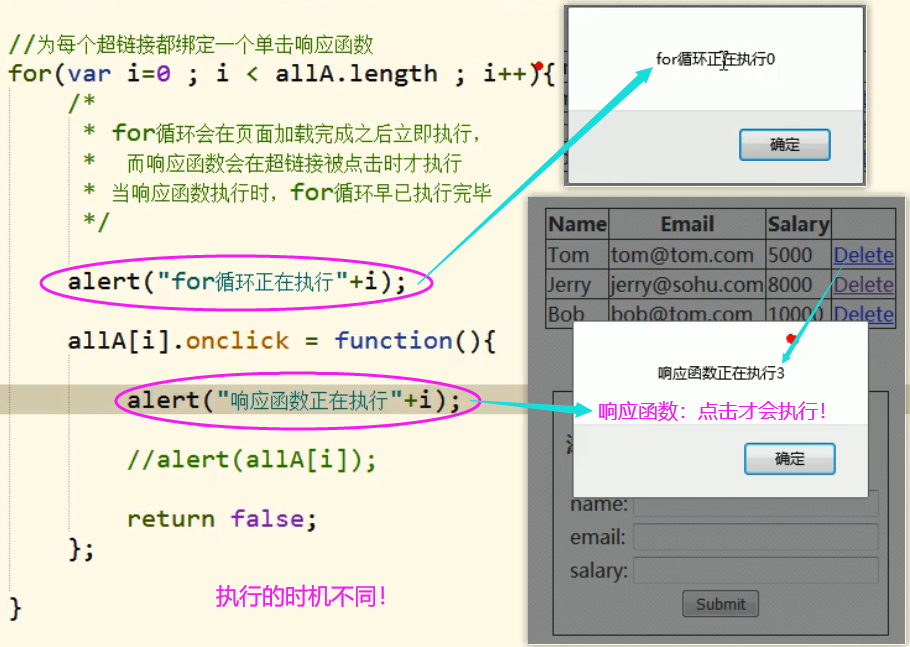 //为每个超链接都绑定一个单击响应函数
for(var i=0 ; i < allA.length ; i++){
/*
* for循环会在页面加载完成之后立即执行，
* 而响应函数会在超链接被点击时才执行
* 当响应函数执行时，for循环早已执行完毕
*/
alert("for循环正在执行"+i);
allA[i].onclick = function(){
alert("响应函数正在执行"+i);
//alert(allA[i]);
return false;
};
}
执行的时机不同！
for循环正在执行0
确定
Name Email Salary
Tom tom@tom.com 5000 Delete
Jerry jerry@sohu.com 8000 Delete
Bob bob@tom.com 10000 Delete
响应函数正在执行3
响应函数：点击才会执行！
确定
name:
email:
salary:
Submit